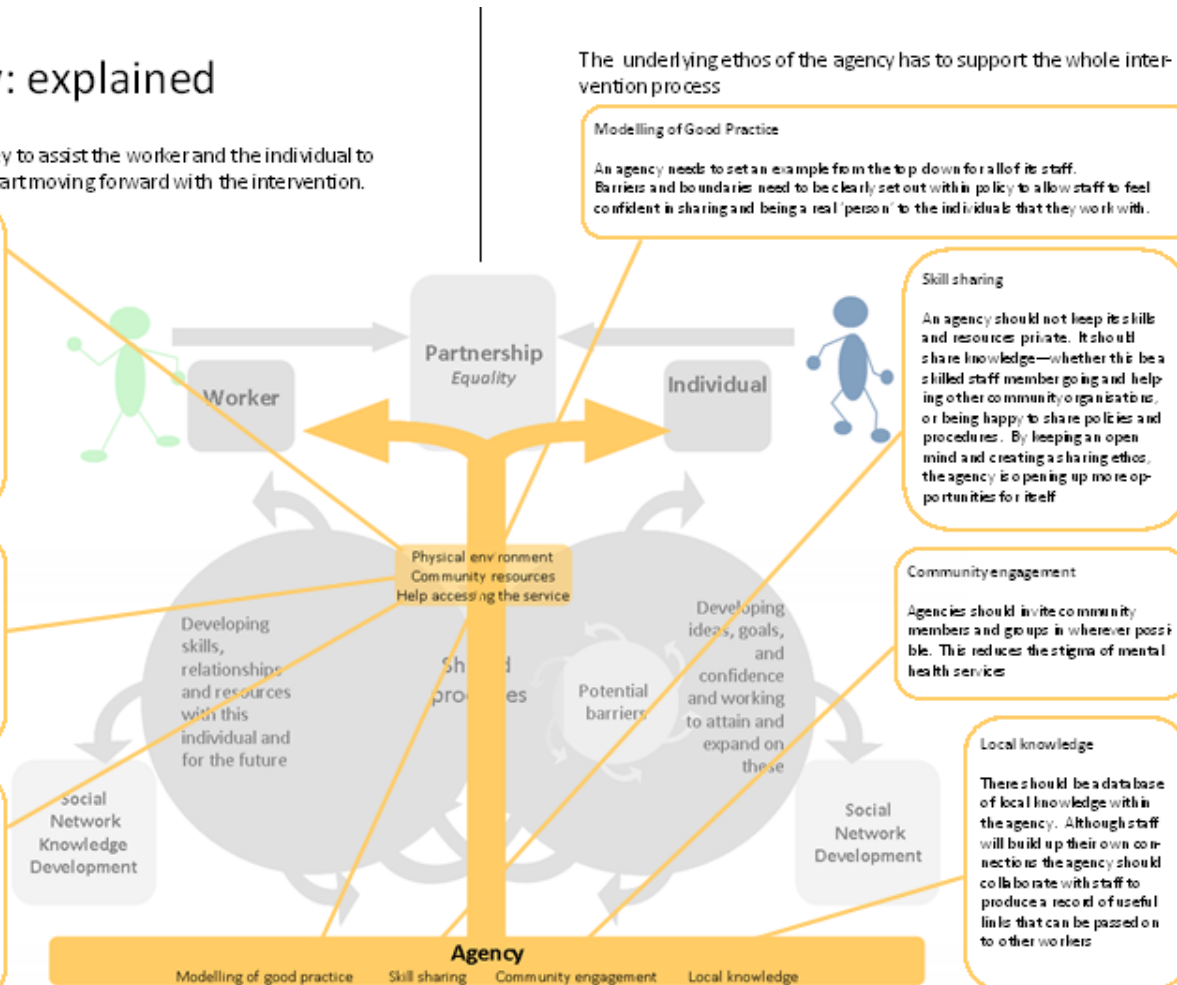 y: explained
y to assist the worker and the individual to
art moving forward with the intervention.
The underlying ethos of the agency has to support the whole inter-
vention process
Modelling of Good Practice
An agency needs to set an example from the top down for all of its staff.
Barriers and boundaries need to be clearly set out within policy to allow staff to feel
confident in sharing and being a real 'person' to the individuals that they work with.
Skill sharing
An agency should not keep its skills
and resources private. It should
share knowledge—whether this be a
skilled staff member going and help-
ing other community organisations,
or being happy to share policies and
procedures. By keeping an open
mind and creating a sharing ethos,
the agency is opening up more op-
portunities for itself
Community engagement
Agencies should invite community
members and groups in wherever possi-
ble. This reduces the stigma of mental
health services
Local knowledge
There should be a database
of local knowledge within
the agency. Although staff
will build up their own con-
nections the agency should
collaborate with staff to
produce a record of useful
links that can be passed on
to other workers
Partnership
Equality
Worker
Individual
Physical environment
Community resources
Help accessing the service
Developing
skills,
relationships
and resources
with this
individual and
for the future
Developing
ideas, goals,
and
confidence
and working
to attain and
expand on
these
Potential
barriers
Social
Network
Knowledge
Development
Social
Network
Development
Agency
Modelling of good practice Skill sharing Community engagement Local knowledge